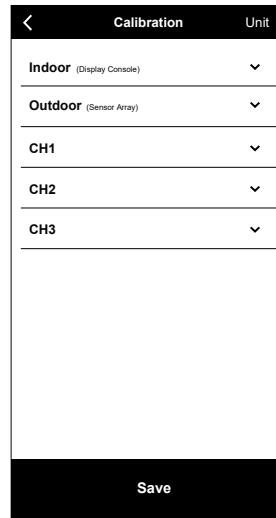 Calibration Unit
Indoor (Display Console)
Outdoor (Sensor Array)
CH1
CH2
CH3
Save